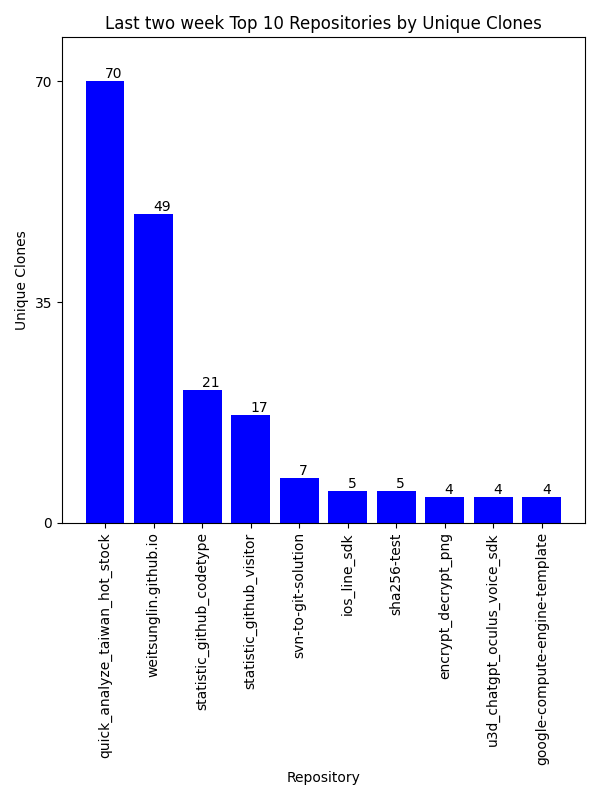 Last two week Top 10 Repositories by Unique Clones
70
49
21
17
7
5
5
4
4
4
70
35
0
Unique Clones
quick_analyze_taiwan_hot_stock
weitsunglin.github.io
statistic_github_codetype
statistic_github_visitor
svn-to-git-solution
ios_line_sdk
sha256-test
encrypt_decrypt_png
u3d_chatgpt_oculus_voice_sdk
google-compute-engine-template
Repository